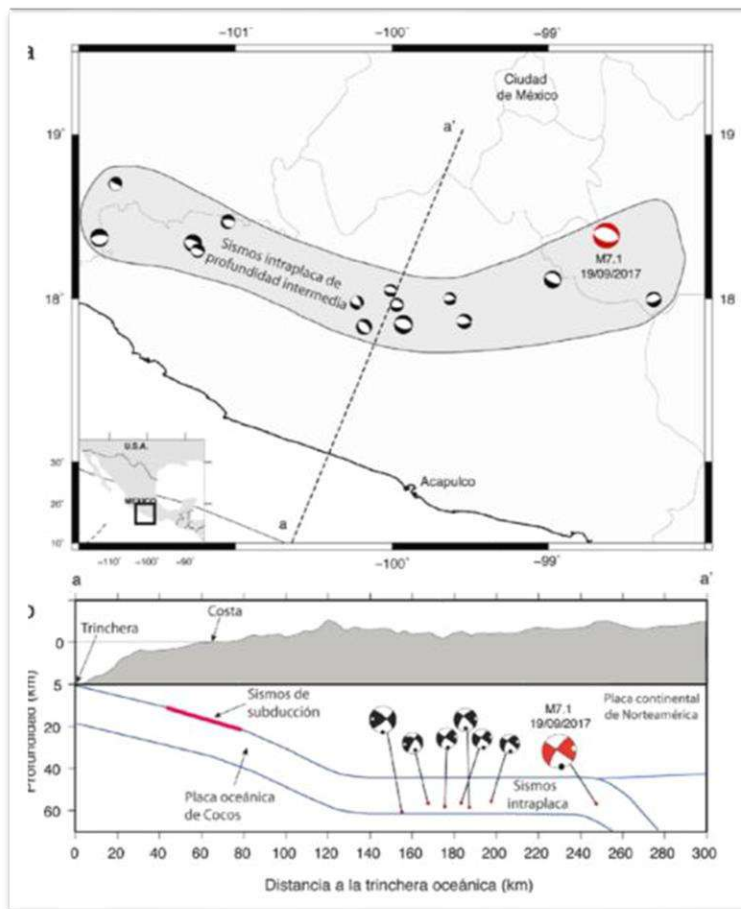 a
-101°
-100°
-99°
Ciudad
de México
19°
19
a'
Sismos intraplaca de
profundidad intermedia
M7.1
19/09/2017
18°
18
30'
Acapulco
U.S.A.
MÉXICO
20'
10'
a
-110°
-100°
-90°
-101°
-100°
-99°
a
a'
Costa
Trinchera
0
5
20
40
60
Profundidad (km)
Sismos de
subducción
Placa oceánica
de Cocos
M7.1
19/09/2017
Placa continental
de Norteamérica
Sismos
intraplaca
0
20
40
60
80
100
120
140
160
180
200
220
240
260
280
300
Distancia a la trinchera oceánica (km)